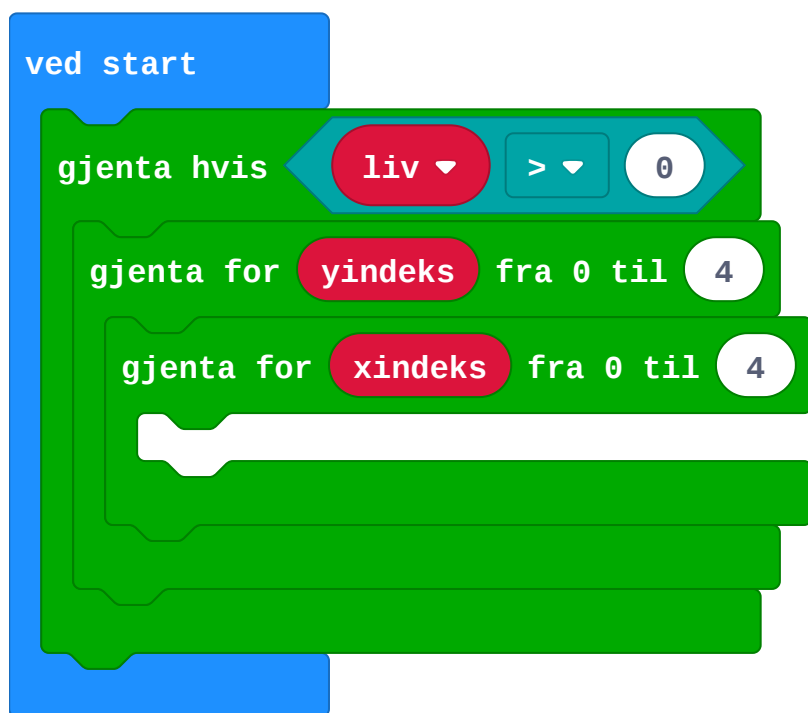 ved start
gjenta hvis liv > 0
gjenta for yindeks fra 0 til 4
gjenta for xindeks fra 0 til 4